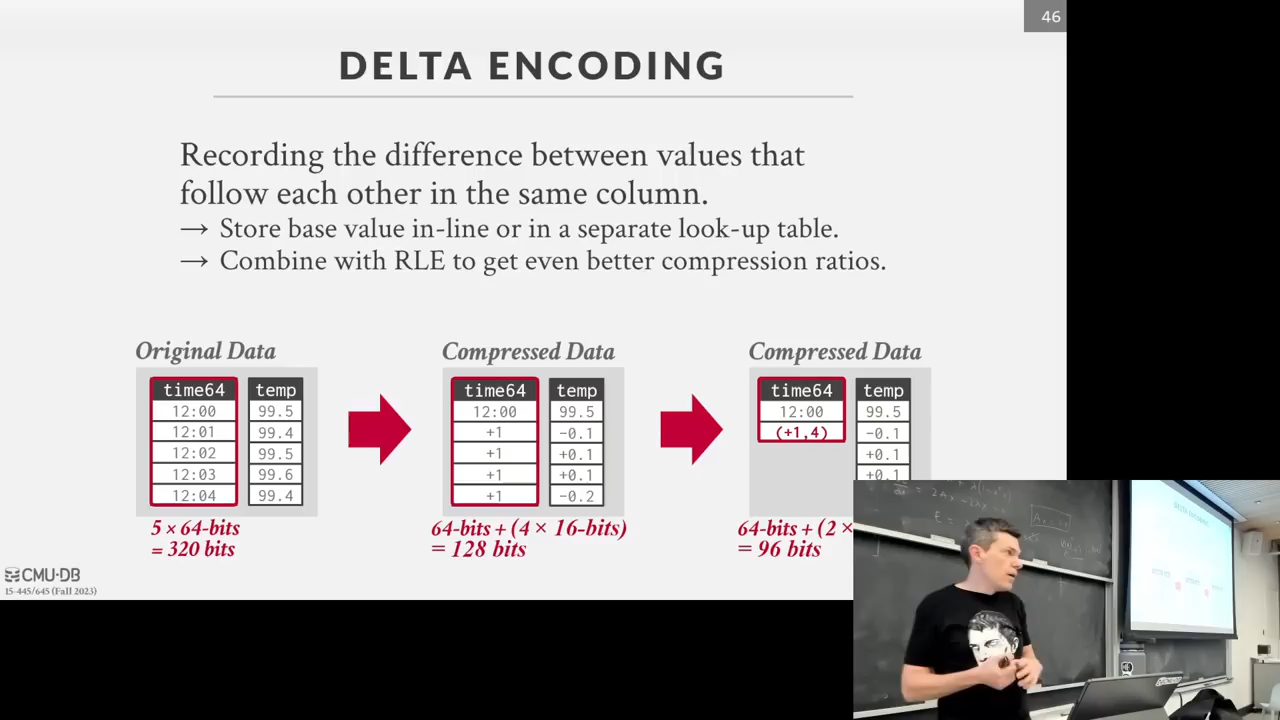 46
DELTA ENCODING
Recording the difference between values that
follow each other in the same column.
→ Store base value in-line or in a separate look-up table.
→ Combine with RLE to get even better compression ratios.
Original Data
time64 temp
12:00 99.5
12:01 99.4
12:02 99.5
12:03 99.6
12:04 99.4
5 × 64-bits
= 320 bits
Compressed Data
time64 temp
12:00 99.5
+1 -0.1
+1 +0.1
+1 +0.1
+1 -0.2
64-bits + (4 × 16-bits)
= 128 bits
Compressed Data
time64 temp
12:00 99.5
(+1,4) -0.1
+0.1
+0.1
64-bits + (2 ×
= 96 bits
CMU·DB
15-445/645 (Fall 2023)
DELTA ENCODING